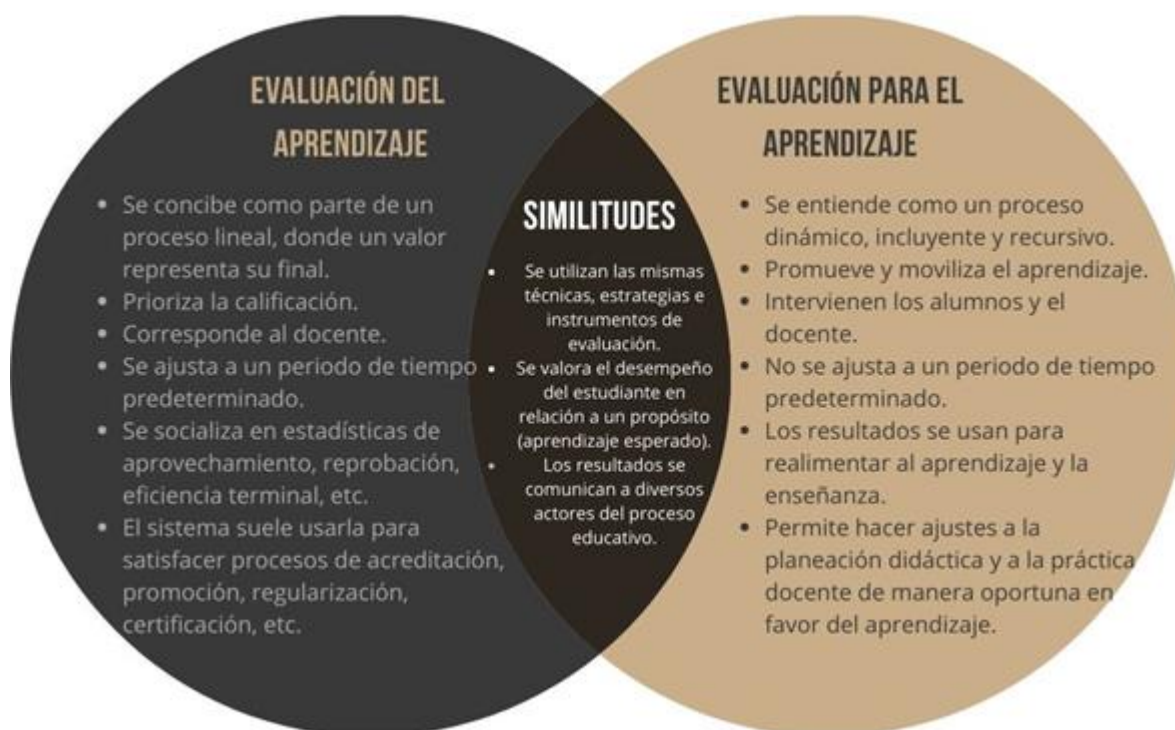 EVALUACIÓN DEL
APRENDIZAJE
• Se concibe como parte de un
proceso lineal, donde un valor
representa su final.
• Prioriza la calificación.
• Corresponde al docente.
• Se ajusta a un periodo de tiempo
predeterminado.
• Se socializa en estadísticas de
aprovechamiento, reprobación,
eficiencia terminal, etc.
• El sistema suele usarla para
satisfacer procesos de acreditación,
promoción, regularización,
certificación, etc.
SIMILITUDES
• Se utilizan las mismas
técnicas, estrategias e
instrumentos de
evaluación.
• Se valora el desempeño
del estudiante en
relación a un propósito
(aprendizaje esperado).
• Los resultados se
comunican a diversos
actores del proceso
educativo.
EVALUACIÓN PARA EL
APRENDIZAJE
• Se entiende como un proceso
dinámico, incluyente y recursivo.
• Promueve y moviliza el aprendizaje.
• Intervienen los alumnos y el
docente.
• No se ajusta a un periodo de tiempo
predeterminado.
• Los resultados se usan para
realimentar al aprendizaje y la
enseñanza.
• Permite hacer ajustes a la
planeación didáctica y a la práctica
docente de manera oportuna en
favor del aprendizaje.